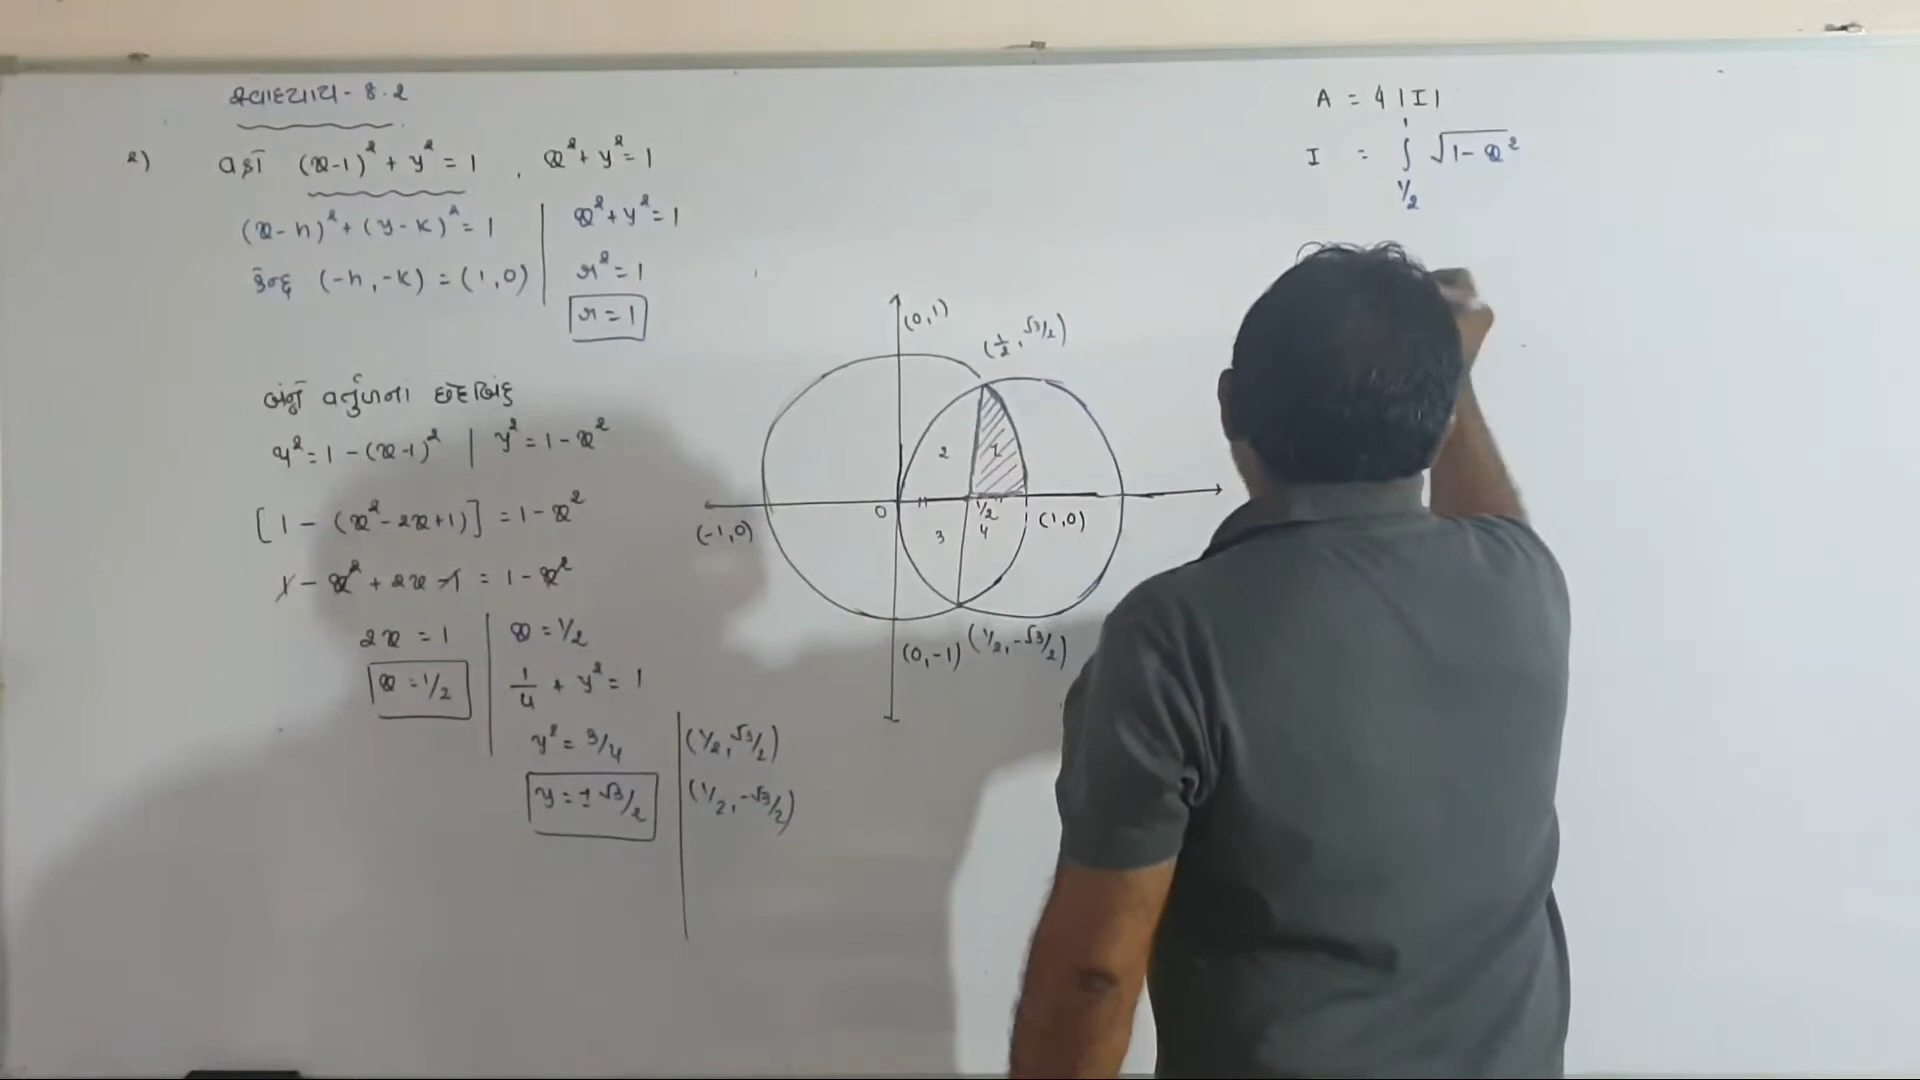 સ્વાધ્યાય - 8.2
2) વર્તુળ (x-1)² + y² = 1 , x² + y² = 1
(x-h)² + (y-k)² = 1 | x² + y² = 1
કેન્દ્ર (-h, -k) = (1,0) | r² = 1
r = 1
બંને વર્તુળના છેદબિંદુ
y² = 1 - (x-1)² | y² = 1 - x²
[1 - (x² - 2x + 1)] = 1 - x²
1 - x² + 2x - 1 = 1 - x²
2x = 1 | x = 1/2
x = 1/2 | 1/4 + y² = 1
y² = 3/4 | (1/2, √3/2)
y = ± √3/2 | (1/2, -√3/2)
(0,1)
(1/2, √3/2)
2 1
0 1/2
(-1,0) 3 4 (1,0)
(0,-1) (1/2, -√3/2)
A = 4|I|
I = ∫ 1/2 1 √1-x²